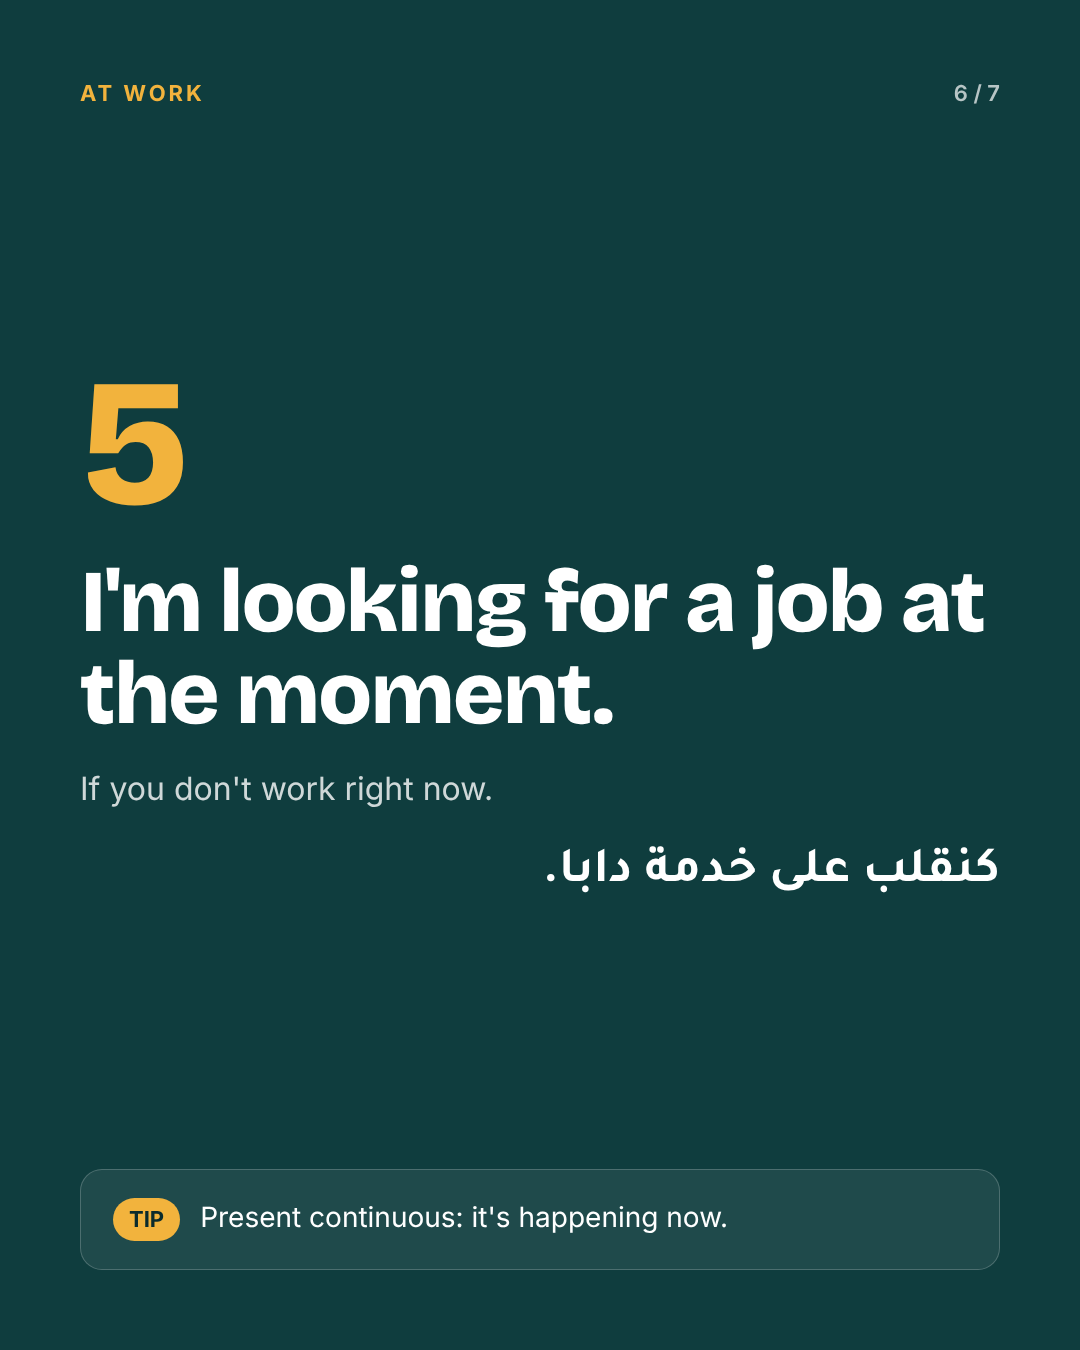 AT WORK
6 / 7
5
I'm looking for a job at
the moment.
If you don't work right now.
كنقلب على خدمة دابا.
TIP
Present continuous: it's happening now.